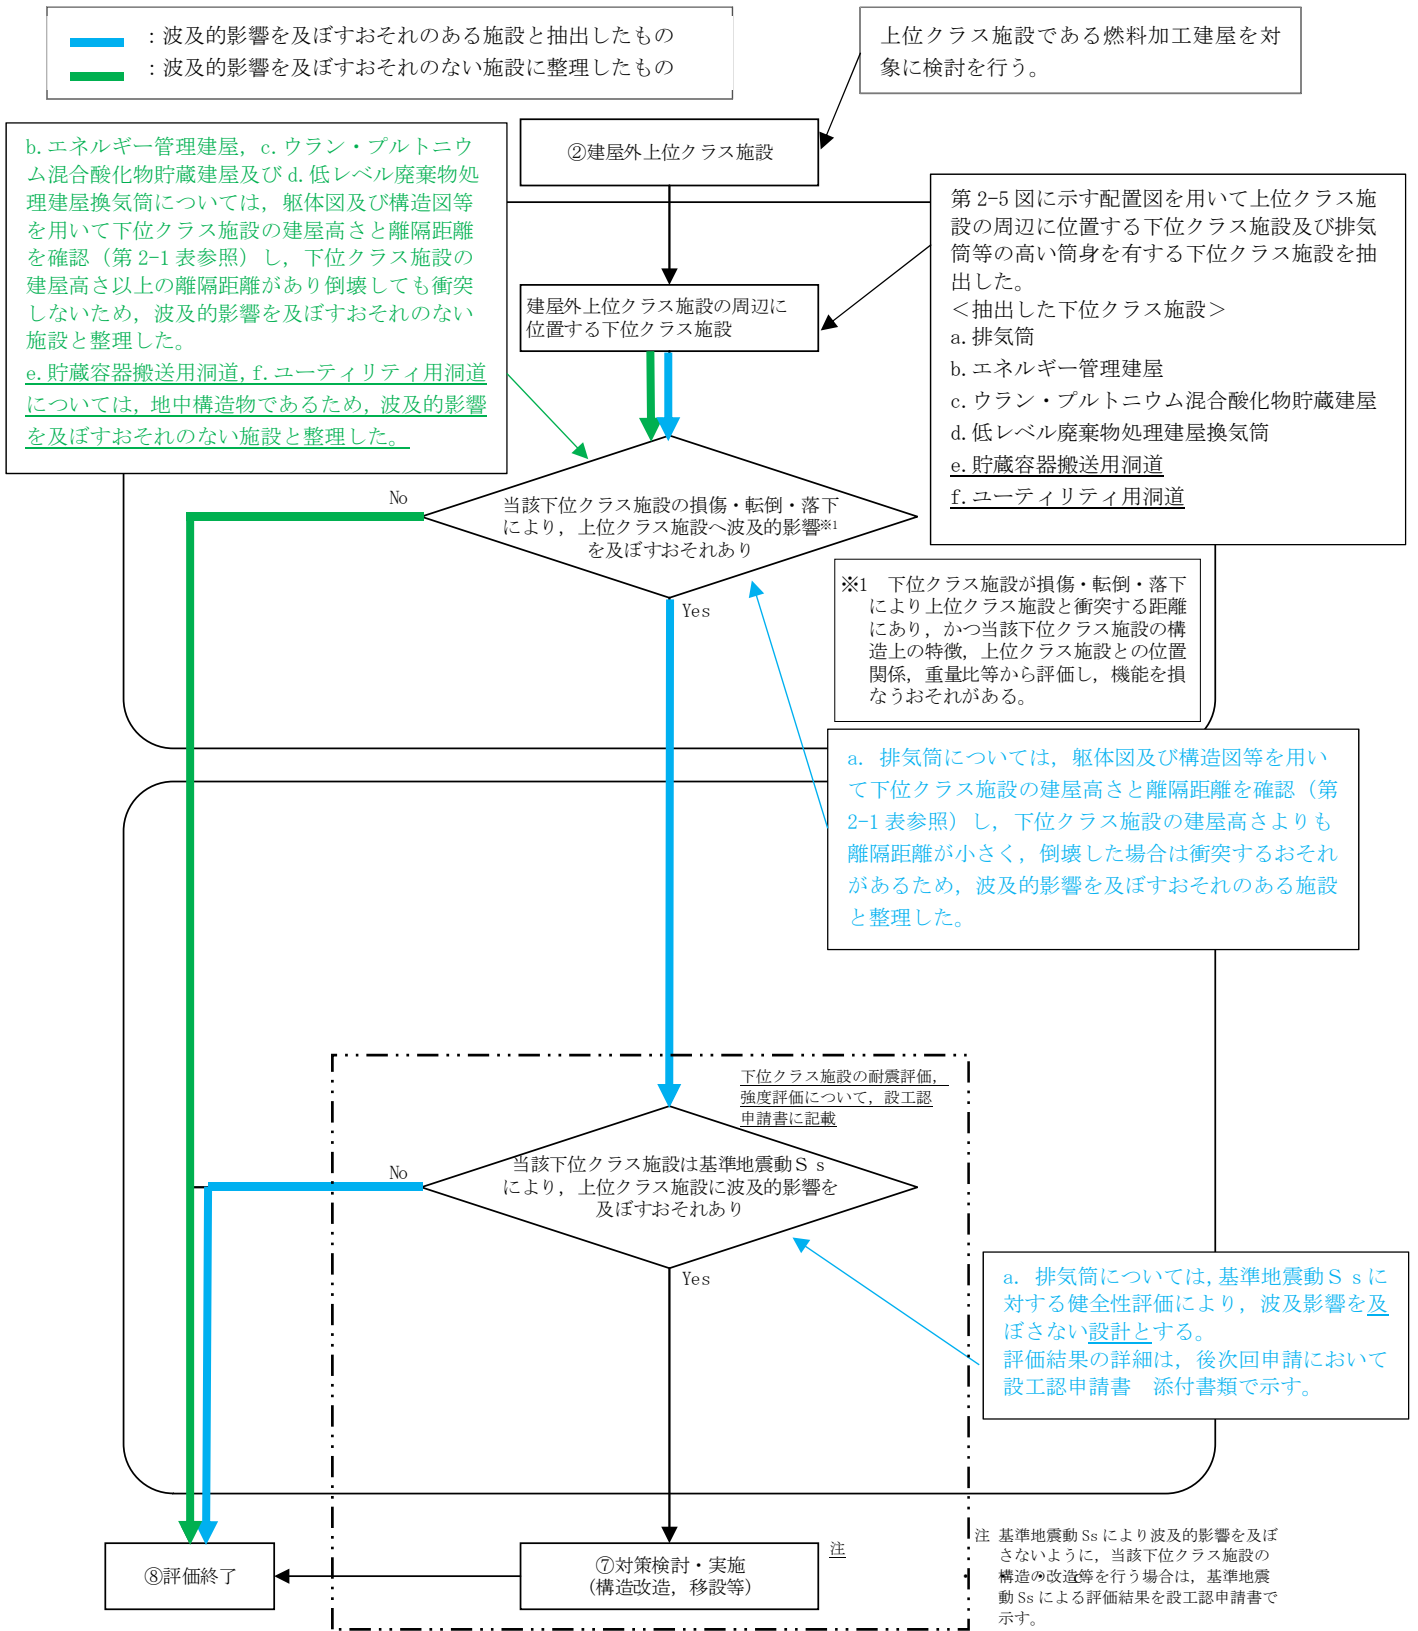 ：波及的影響を及ぼすおそれのある施設と抽出したもの
：波及的影響を及ぼすおそれのない施設に整理したもの
上位クラス施設である燃料加工建屋を対
象に検討を行う。
②建屋外上位クラス施設
b.エネルギー管理建屋，c.ウラン・プルトニウ
ム混合酸化物貯蔵建屋及びd.低レベル廃棄物処
理建屋換気筒については，躯体図及び構造図等
を用いて下位クラス施設の建屋高さと離隔距離
を確認（第2-1表参照）し，下位クラス施設の
建屋高さ以上の離隔距離があり倒壊しても衝突
しないため，波及的影響を及ぼすおそれのない
施設と整理した。
e.貯蔵容器搬送用洞道,f.ユーティリティ用洞道
については,地中構造物であるため,波及的影響
を及ぼすおそれのない施設と整理した。
第2-5図に示す配置図を用いて上位クラス施
設の周辺に位置する下位クラス施設及び排気
筒等の高い筒身を有する下位クラス施設を抽
出した。
＜抽出した下位クラス施設＞
a.排気筒
b.エネルギー管理建屋
c.ウラン・プルトニウム混合酸化物貯蔵建屋
d.低レベル廃棄物処理建屋換気筒
e.貯蔵容器搬送用洞道
f.ユーティリティ用洞道
建屋外上位クラス施設の周辺に
位置する下位クラス施設
No
当該下位クラス施設の損傷・転倒・落下
により，上位クラス施設へ波及的影響※1
を及ぼすおそれあり
Yes
※1　下位クラス施設が損傷・転倒・落下
により上位クラス施設と衝突する距離
にあり，かつ当該下位クラス施設の構
造上の特徴，上位クラス施設との位置
関係，重量比等から評価し，機能を損
なうおそれがある。
a. 排気筒については，躯体図及び構造図等を用い
て下位クラス施設の建屋高さと離隔距離を確認（第
2-1表参照）し，下位クラス施設の建屋高さよりも
離隔距離が小さく，倒壊した場合は衝突するおそれ
があるため，波及的影響を及ぼすおそれのある施設
と整理した。
下位クラス施設の耐震評価，
強度評価について，設工認
申請書に記載
No
当該下位クラス施設は基準地震動Ｓｓ
により，上位クラス施設に波及的影響を
及ぼすおそれあり
Yes
a. 排気筒については,基準地震動Ｓｓに
対する健全性評価により，波及影響を及
ぼさない設計とする。
評価結果の詳細は，後次回申請において
設工認申請書　添付書類で示す。
⑧評価終了
⑦対策検討・実施
(構造改造，移設等)
注
注 基準地震動Ssにより波及的影響を及ぼ
さないように，当該下位クラス施設の
構造の改造等を行う場合は，基準地震
動Ssによる評価結果を設工認申請書で
示す。